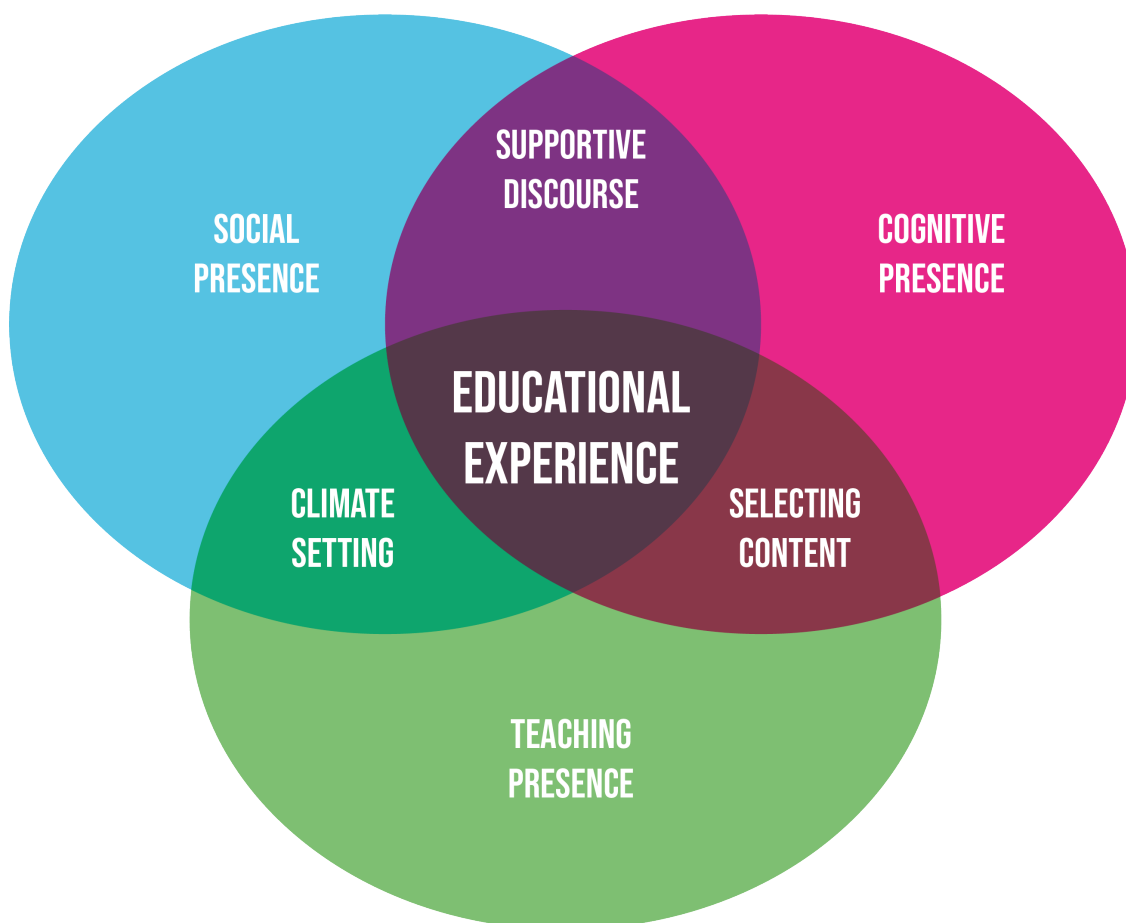 SUPPORTIVE
DISCOURSE
SOCIAL
PRESENCE
COGNITIVE
PRESENCE
EDUCATIONAL
EXPERIENCE
CLIMATE
SETTING
SELECTING
CONTENT
TEACHING
PRESENCE